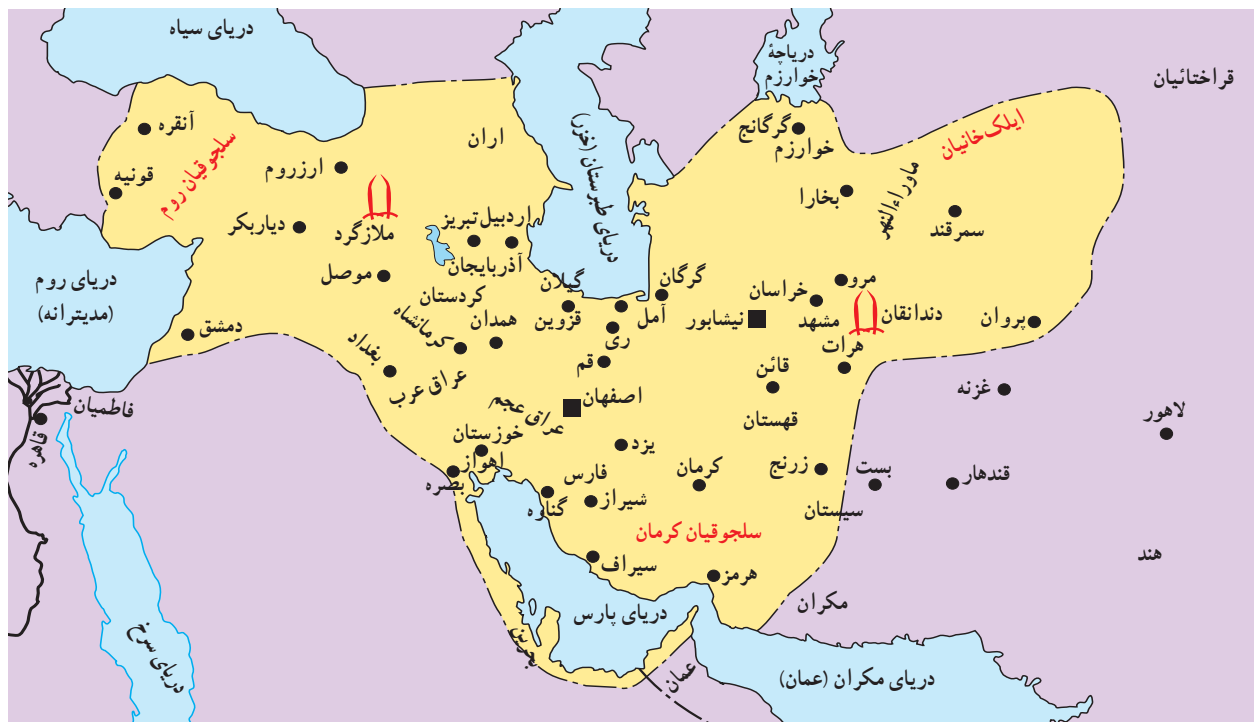 دریای سیاه
دریاچهٔ
خوارزم
قراختائیان
ایلک‌خانیان
آنقره
سلجوقیان روم
قونیه
ارزروم
اران
دریای طبرستان (خزر)
گرگانج
خوارزم
بخارا
ماوراءالنهر
سمرقند
دیاربکر
ملازگرد
تبریز
اردبیل
آذربایجان
موصل
دریای روم
(مدیترانه)
دمشق
کردستان
کرمانشاه
همدان
گیلان
قزوین
آمل
ری
گرگان
خراسان
مرو
نیشابور
مشهد
دندانقان
هرات
پروان
بغداد
عراق عرب
قم
اصفهان
عراق عجم
قائن
قهستان
غزنه
لاهور
فاطمیان
قاهره
خوزستان
اهواز
بصره
یزد
فارس
شیراز
گناوه
کرمان
زرنج
بست
سیستان
قندهار
سلجوقیان کرمان
سیراف
هرمز
مکران
هند
دریای پارس
بحرین
عمان
دریای مکران (عمان)
دریای سرخ